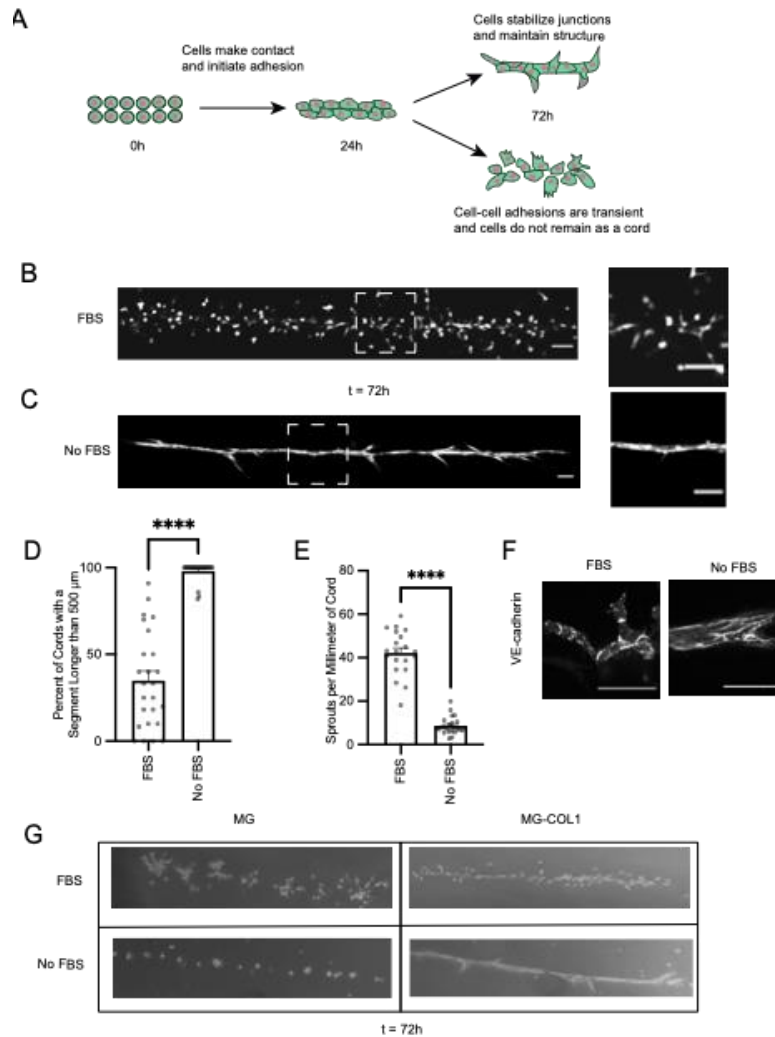 A
Cells make contact
and initiate adhesion
Cells stabilize junctions
and maintain structure
0h
24h
72h
Cell-cell adhesions are transient
and cells do not remain as a cord
B
FBS
t = 72h
C
No FBS
D
****
Percent of Cords with a
Segment Longer than 500 µm
100
50
0
FBS
No FBS
E
****
Sprouts per Millimeter of Cord
80
60
40
20
0
FBS
No FBS
F
FBS
No FBS
VE-cadherin
G
MG
MG-COL1
FBS
No FBS
t = 72h